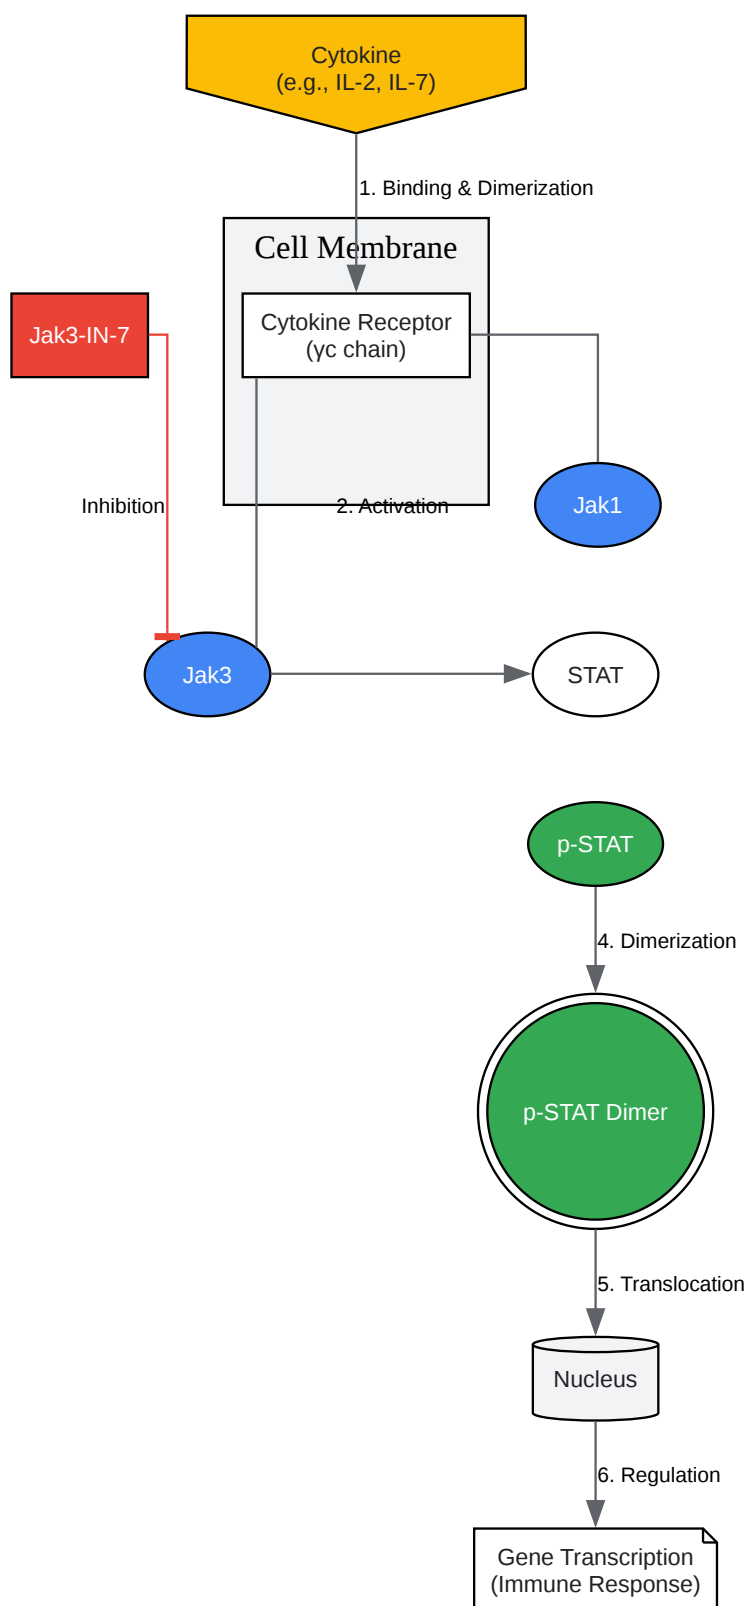 Cytokine
(e.g., IL-2, IL-7)
1. Binding & Dimerization
Cell Membrane
Jak3-IN-7
Cytokine Receptor
(γc chain)
Inhibition
2. Activation
Jak1
Jak3
STAT
p-STAT
4. Dimerization
p-STAT Dimer
5. Translocation
Nucleus
6. Regulation
Gene Transcription
(Immune Response)